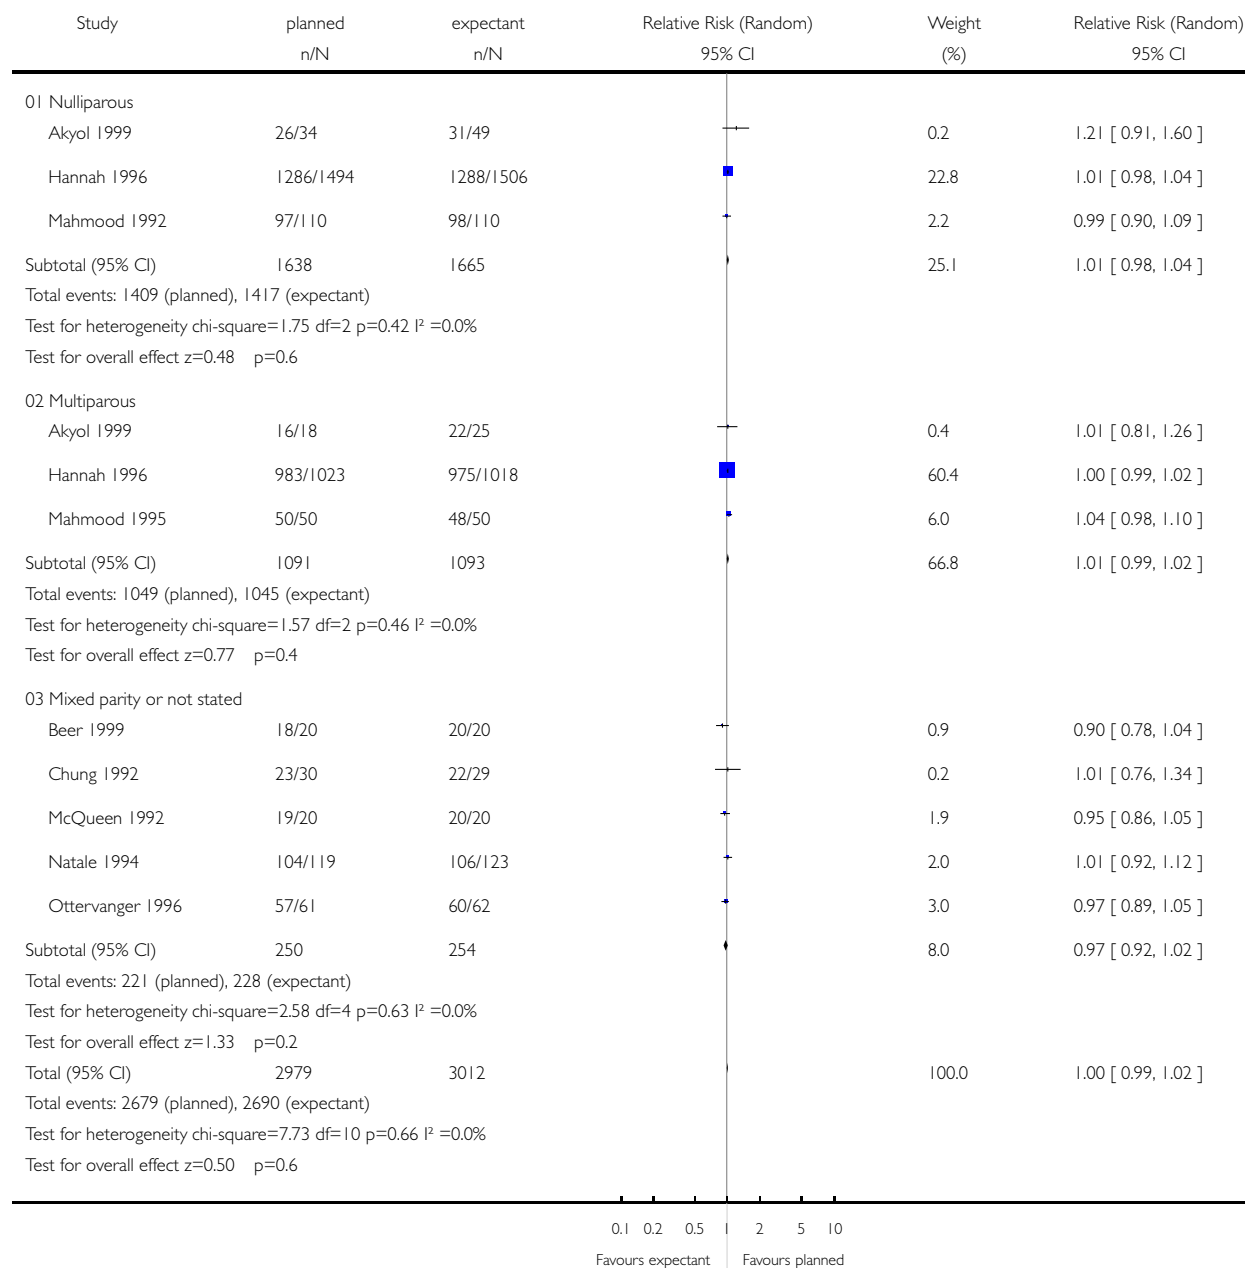 Study planned expectant Relative Risk (Random) Weight Relative Risk (Random)
n/N n/N 95% CI (%) 95% CI
01 Nulliparous
Akyol 1999 26/34 31/49 0.2 1.21 [ 0.91, 1.60 ]
Hannah 1996 1286/1494 1288/1506 22.8 1.01 [ 0.98, 1.04 ]
Mahmood 1992 97/110 98/110 2.2 0.99 [ 0.90, 1.09 ]
Subtotal (95% CI) 1638 1665 25.1 1.01 [ 0.98, 1.04 ]
Total events: 1409 (planned), 1417 (expectant)
Test for heterogeneity chi-square=1.75 df=2 p=0.42 I² =0.0%
Test for overall effect z=0.48 p=0.6
02 Multiparous
Akyol 1999 16/18 22/25 0.4 1.01 [ 0.81, 1.26 ]
Hannah 1996 983/1023 975/1018 60.4 1.00 [ 0.99, 1.02 ]
Mahmood 1995 50/50 48/50 6.0 1.04 [ 0.98, 1.10 ]
Subtotal (95% CI) 1091 1093 66.8 1.01 [ 0.99, 1.02 ]
Total events: 1049 (planned), 1045 (expectant)
Test for heterogeneity chi-square=1.57 df=2 p=0.46 I² =0.0%
Test for overall effect z=0.77 p=0.4
03 Mixed parity or not stated
Beer 1999 18/20 20/20 0.9 0.90 [ 0.78, 1.04 ]
Chung 1992 23/30 22/29 0.2 1.01 [ 0.76, 1.34 ]
McQueen 1992 19/20 20/20 1.9 0.95 [ 0.86, 1.05 ]
Natale 1994 104/119 106/123 2.0 1.01 [ 0.92, 1.12 ]
Ottervanger 1996 57/61 60/62 3.0 0.97 [ 0.89, 1.05 ]
Subtotal (95% CI) 250 254 8.0 0.97 [ 0.92, 1.02 ]
Total events: 221 (planned), 228 (expectant)
Test for heterogeneity chi-square=2.58 df=4 p=0.63 I² =0.0%
Test for overall effect z=1.33 p=0.2
Total (95% CI) 2979 3012 100.0 1.00 [ 0.99, 1.02 ]
Total events: 2679 (planned), 2690 (expectant)
Test for heterogeneity chi-square=7.73 df=10 p=0.66 I² =0.0%
Test for overall effect z=0.50 p=0.6
0.1 0.2 0.5 1 2 5 10
Favours expectant Favours planned